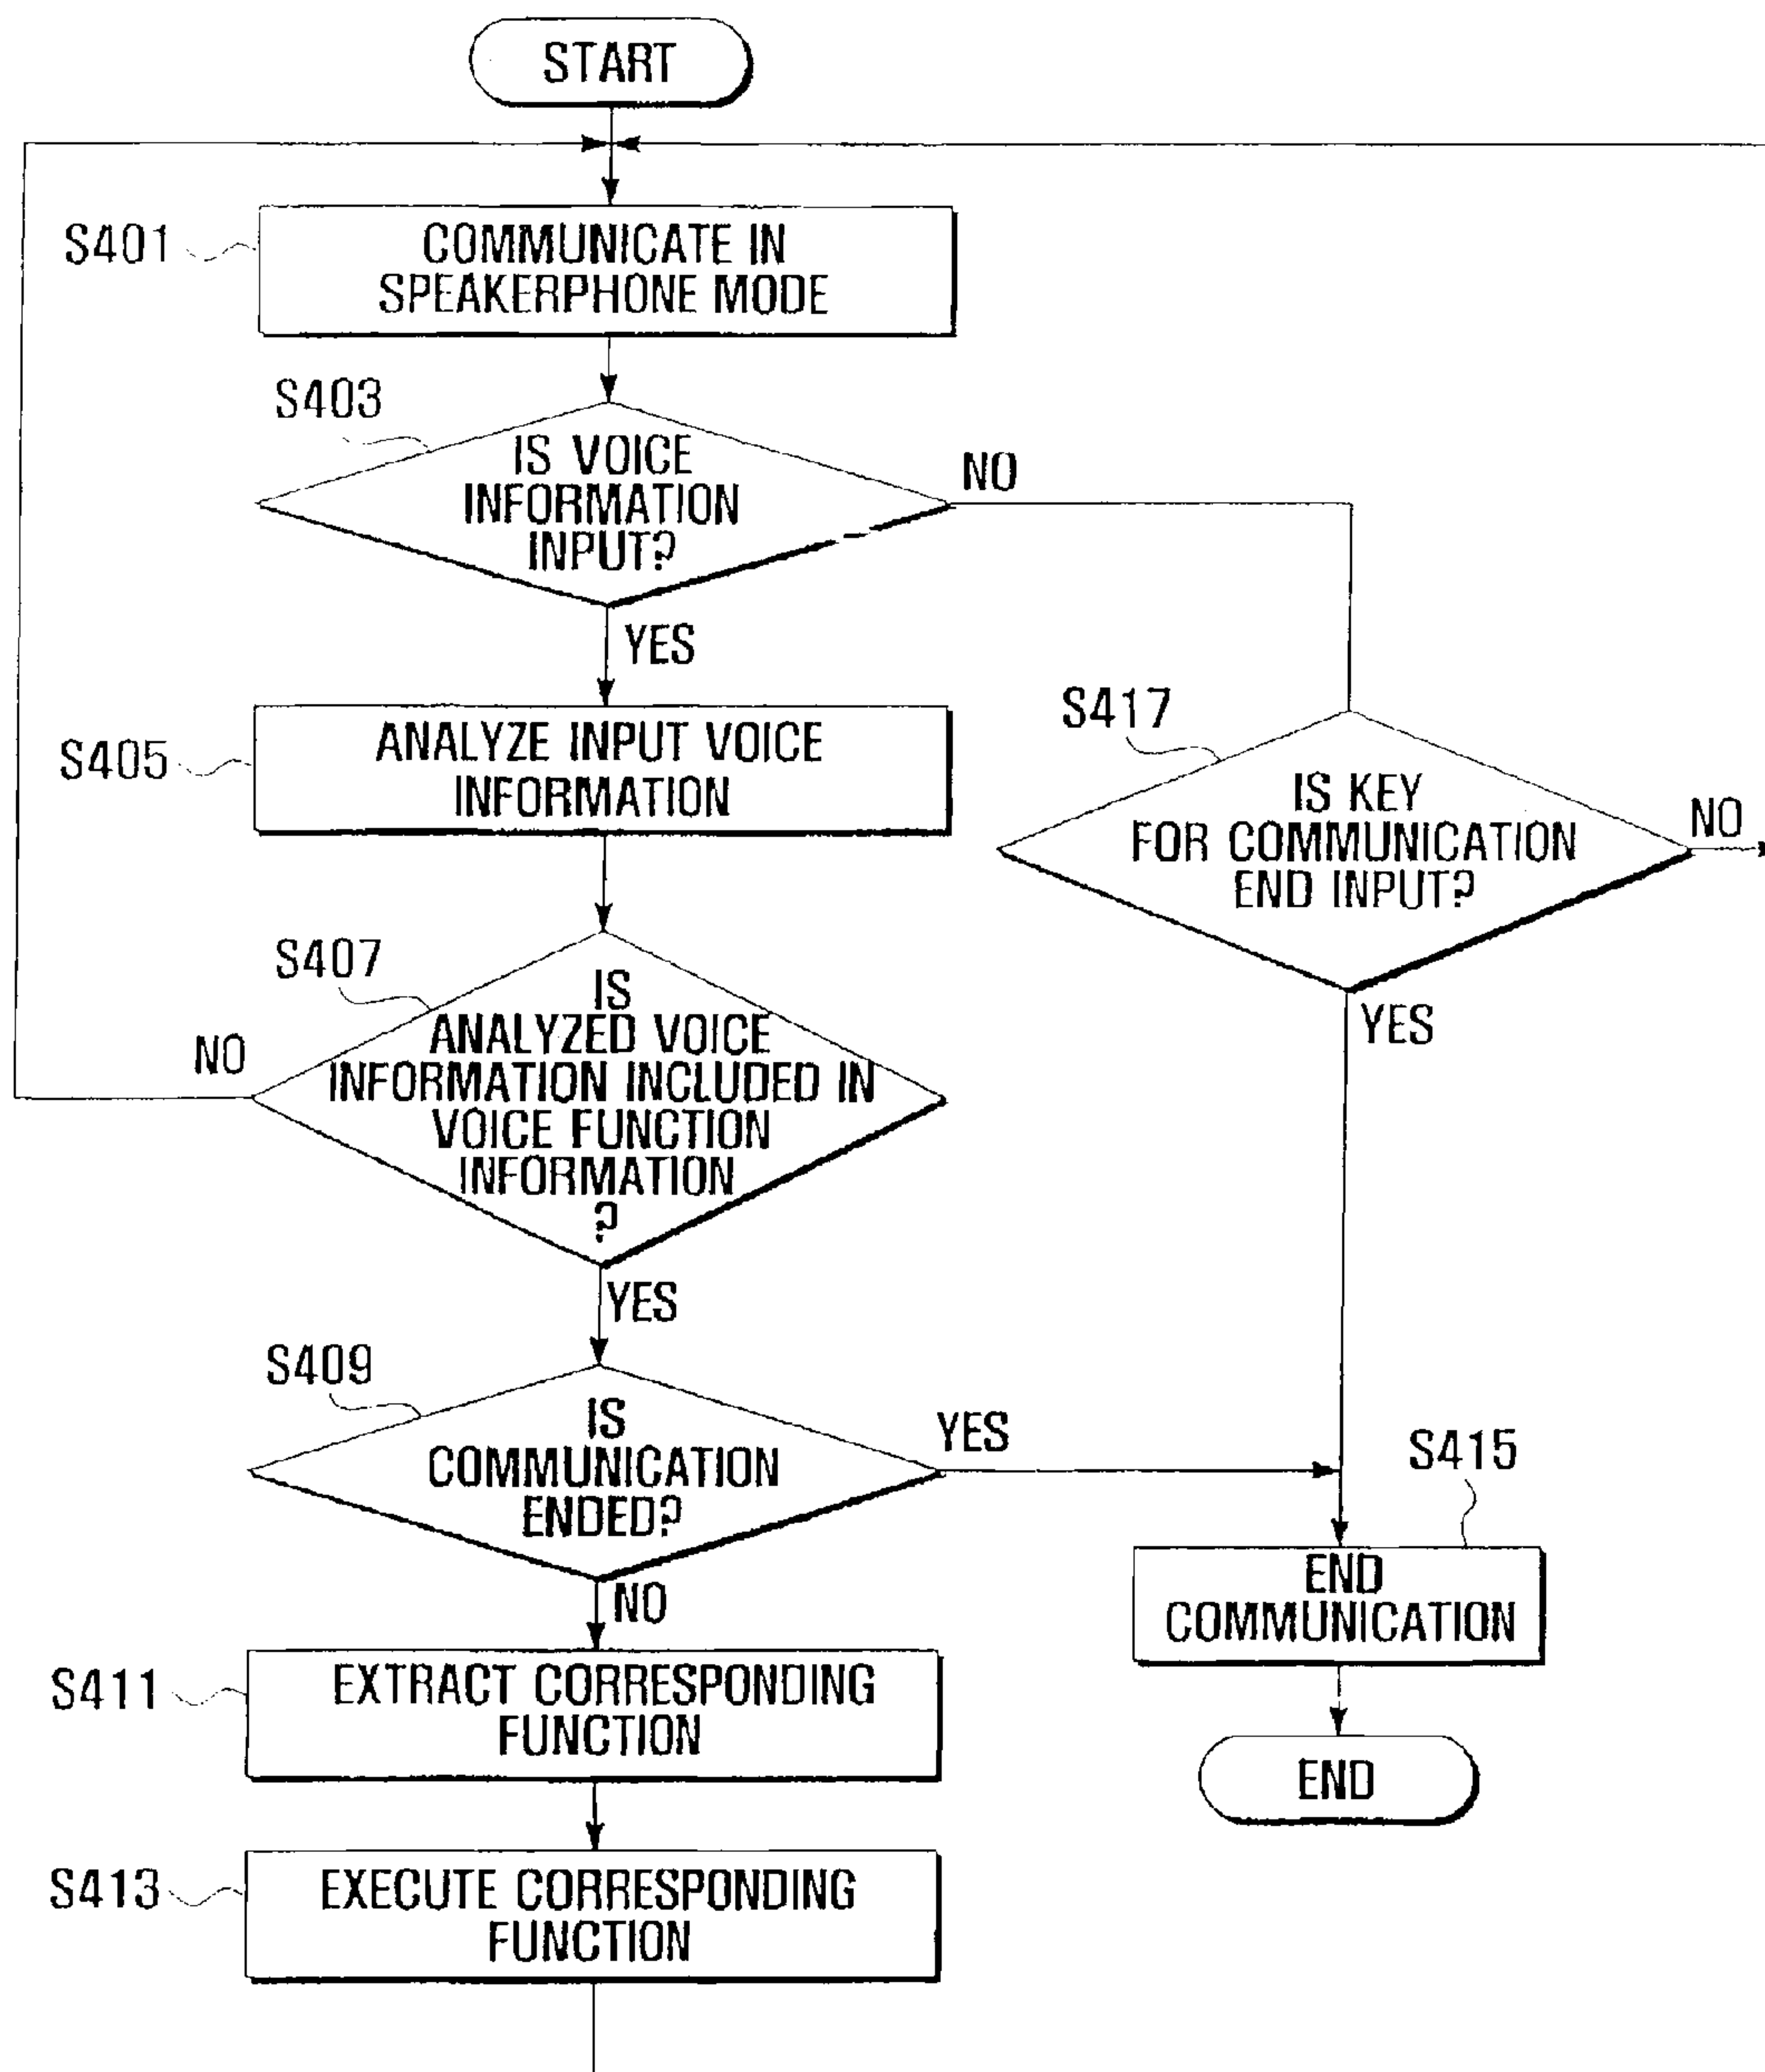 START
S401
COMMUNICATE IN
SPEAKERPHONE MODE
S403
IS VOICE
INFORMATION
INPUT?
NO
YES
S405
ANALYZE INPUT VOICE
INFORMATION
S417
IS KEY
FOR COMMUNICATION
END INPUT?
NO
YES
S407
IS
ANALYZED VOICE
INFORMATION INCLUDED IN
VOICE FUNCTION
INFORMATION
?
NO
YES
S409
IS
COMMUNICATION
ENDED?
YES
NO
S415
END
COMMUNICATION
END
S411
EXTRACT CORRESPONDING
FUNCTION
S413
EXECUTE CORRESPONDING
FUNCTION